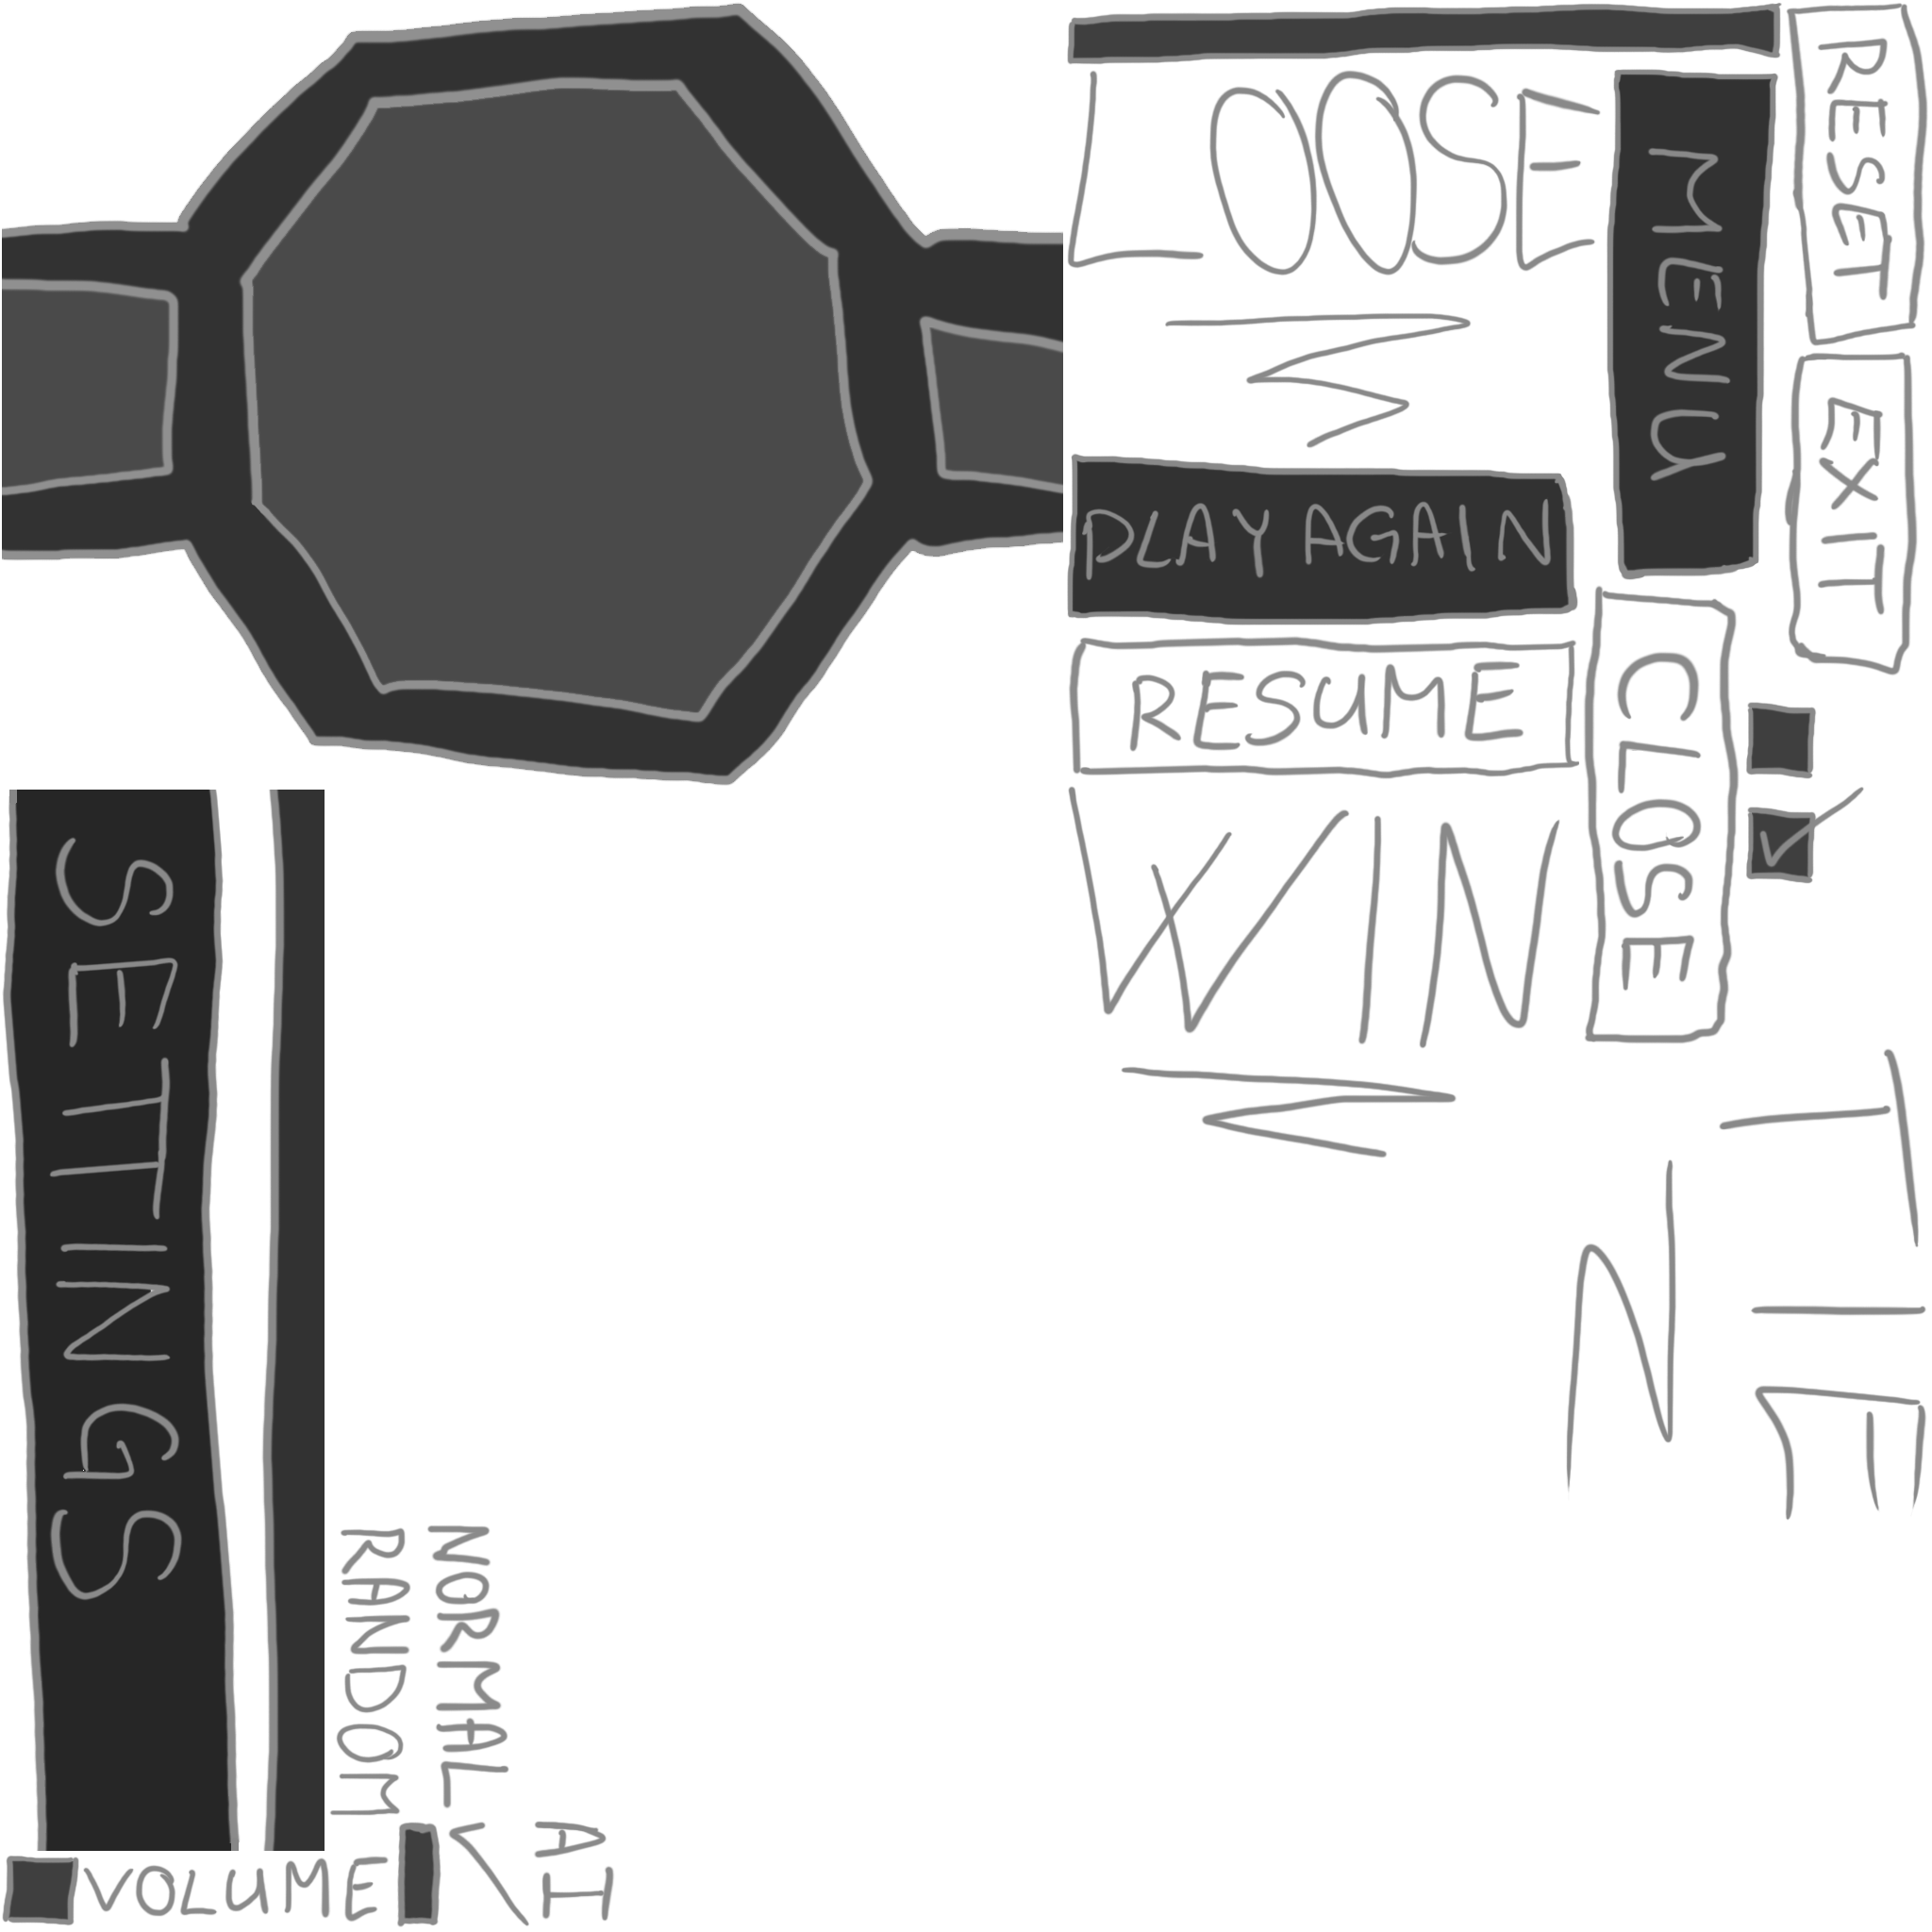 LOOSE
RESET
MENU
EXIT
PLAY AGAIN
RESUME
CLOSE
WIN
TIE
SETTINGS
NORMAL
RANDOM
VOLUME
AI